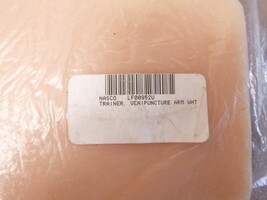 NASCO LF00952U
TRAINER, VENIPUNCTURE ARM WHT